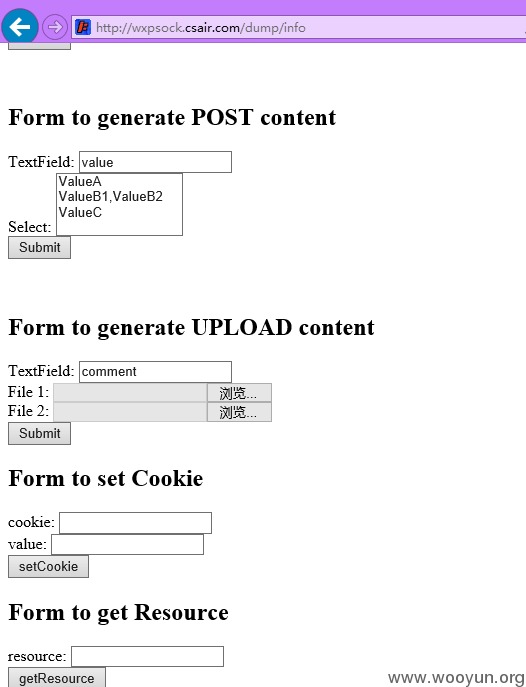 http://wxpsock.csair.com/dump/info
Form to generate POST content
TextField: value
ValueA
ValueB1,ValueB2
ValueC
Select:
Submit
Form to generate UPLOAD content
TextField: comment
File 1: 浏览...
File 2: 浏览...
Submit
Form to set Cookie
cookie:
value:
setCookie
Form to get Resource
resource:
getResource
www.wooyun.org